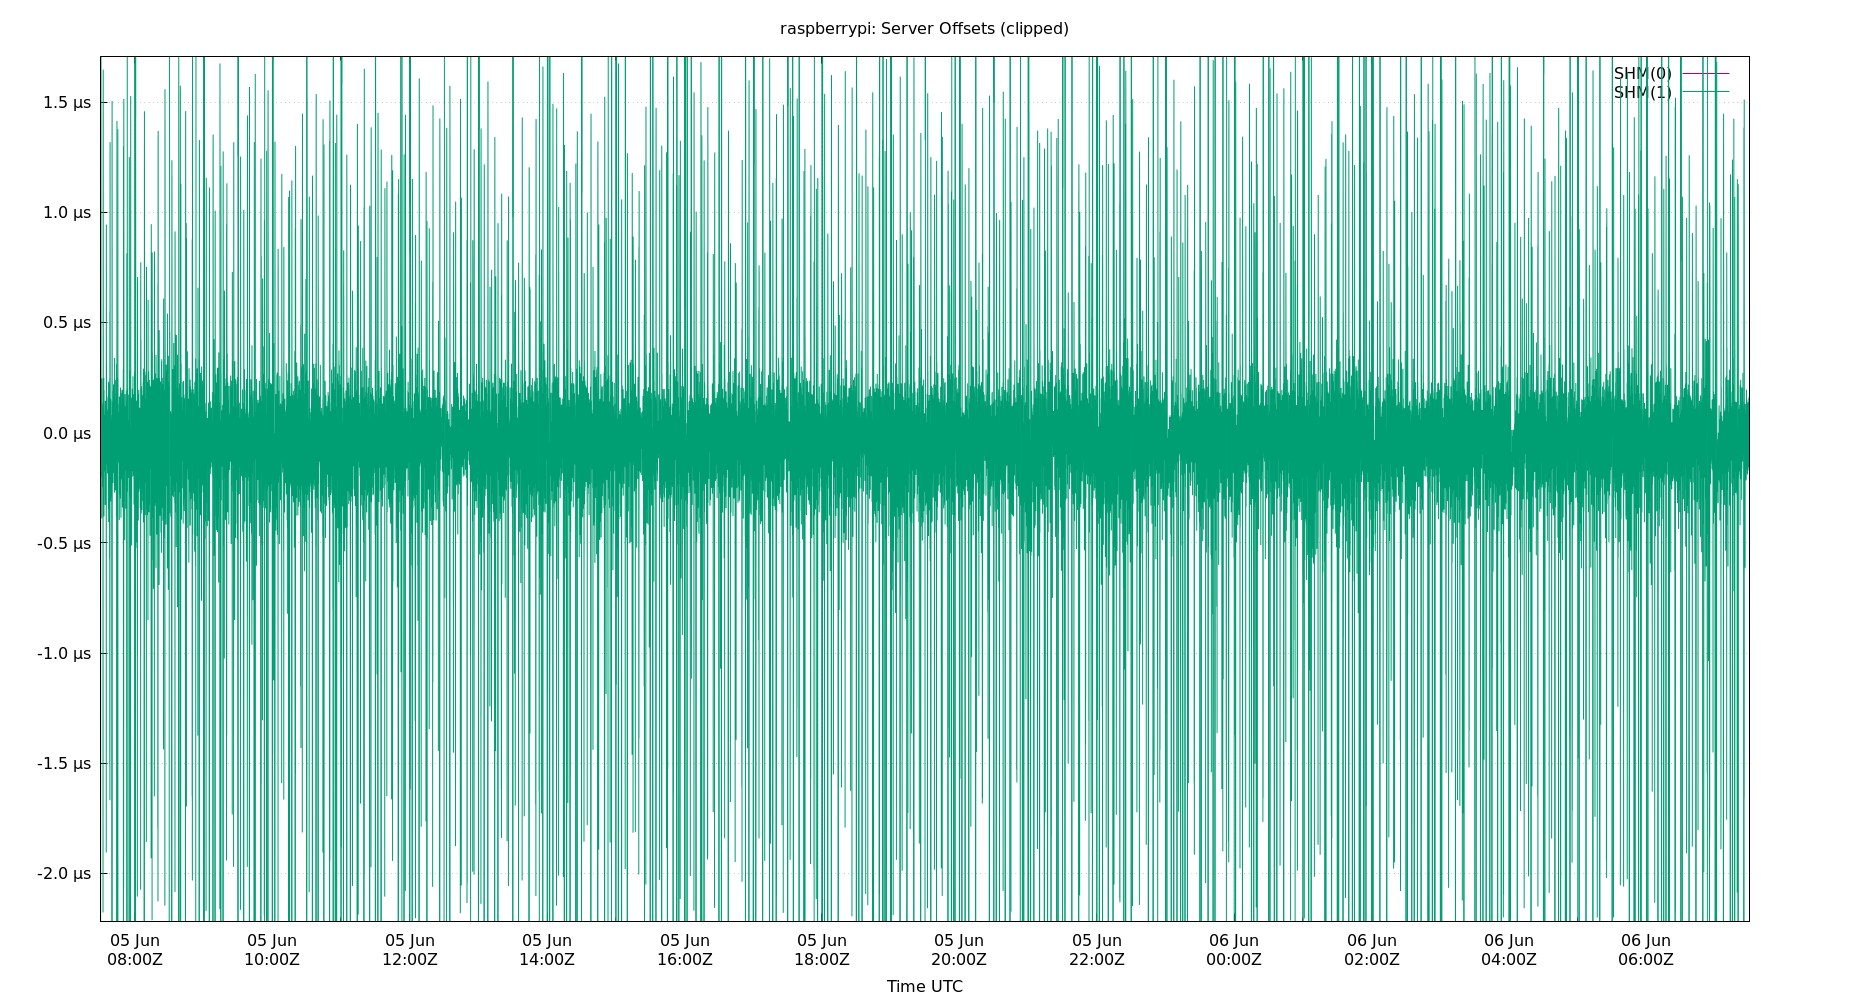 raspberrypi: Server Offsets (clipped)
SHM(0)
SHM(1)
1.5 µs
1.0 µs
0.5 µs
0.0 µs
-0.5 µs
-1.0 µs
-1.5 µs
-2.0 µs
05 Jun 05 Jun 05 Jun 05 Jun 05 Jun 05 Jun 05 Jun 05 Jun 06 Jun 06 Jun 06 Jun 06 Jun
08:00Z 10:00Z 12:00Z 14:00Z 16:00Z 18:00Z 20:00Z 22:00Z 00:00Z 02:00Z 04:00Z 06:00Z
Time UTC